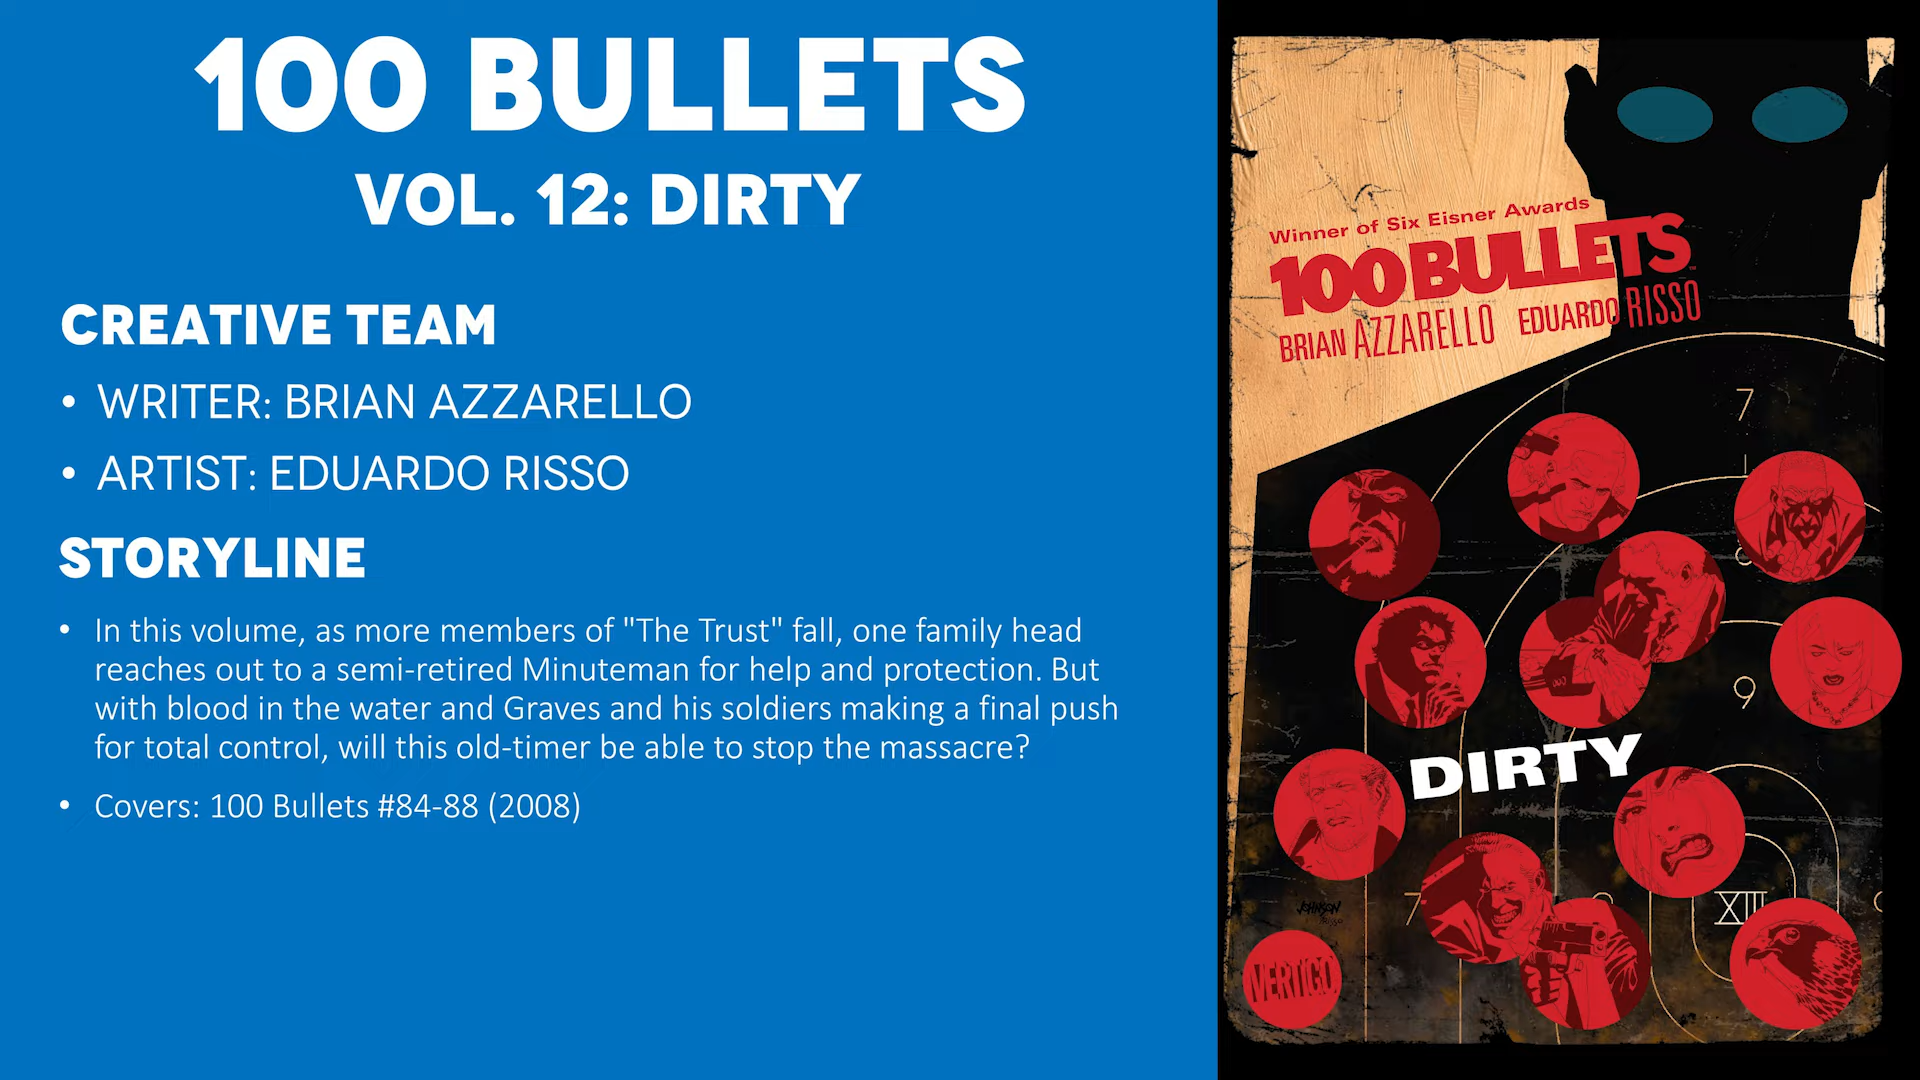 100 BULLETS
VOL. 12: DIRTY
CREATIVE TEAM
• WRITER: BRIAN AZZARELLO
• ARTIST: EDUARDO RISSO
STORYLINE
• In this volume, as more members of "The Trust" fall, one family head
reaches out to a semi-retired Minuteman for help and protection. But
with blood in the water and Graves and his soldiers making a final push
for total control, will this old-timer be able to stop the massacre?
• Covers: 100 Bullets #84-88 (2008)
Winner of Six Eisner Awards
100 BULLETS™
BRIAN AZZARELLO EDUARDO RISSO
7
9
DIRTY
7
XIII
JOHNSON
RISSO
VERTIGO